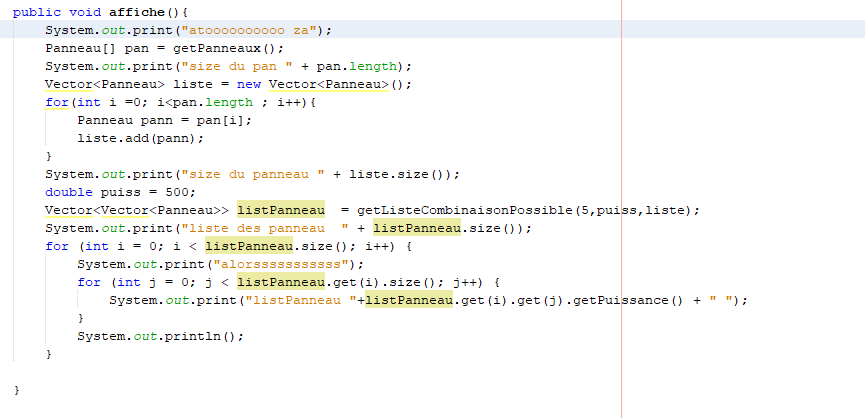 public void affiche(){
    System.out.print("atoooooooooo za");
    Panneau[] pan = getPanneaux();
    System.out.print("size du pan " + pan.length);
    Vector<Panneau> liste = new Vector<Panneau>();
    for(int i =0; i<pan.length ; i++){
        Panneau pann = pan[i];
        liste.add(pann);
    }
    System.out.print("size du panneau " + liste.size());
    double puiss = 500;
    Vector<Vector<Panneau>> listPanneau  = getListeCombinaisonPossible(5,puiss,liste);
    System.out.print("liste des panneau  " + listPanneau.size());
    for (int i = 0; i < listPanneau.size(); i++) {
        System.out.print("alorsssssssssss");
        for (int j = 0; j < listPanneau.get(i).size(); j++) {
            System.out.print("listPanneau "+listPanneau.get(i).get(j).getPuissance() + " ");
        }
        System.out.println();
    }
}